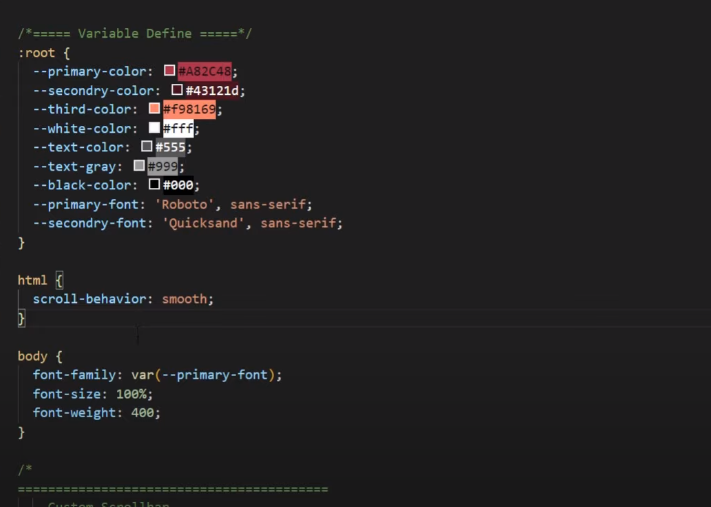 /*===== Variable Define =====*/
:root {
--primary-color: #A82C48;
--secondry-color: #43121d;
--third-color: #f98169;
--white-color: #fff;
--text-color: #555;
--text-gray: #999;
--black-color: #000;
--primary-font: 'Roboto', sans-serif;
--secondry-font: 'Quicksand', sans-serif;
}
html {
scroll-behavior: smooth;
}
body {
font-family: var(--primary-font);
font-size: 100%;
font-weight: 400;
}
/*
=========================================
Custom Scrollbar